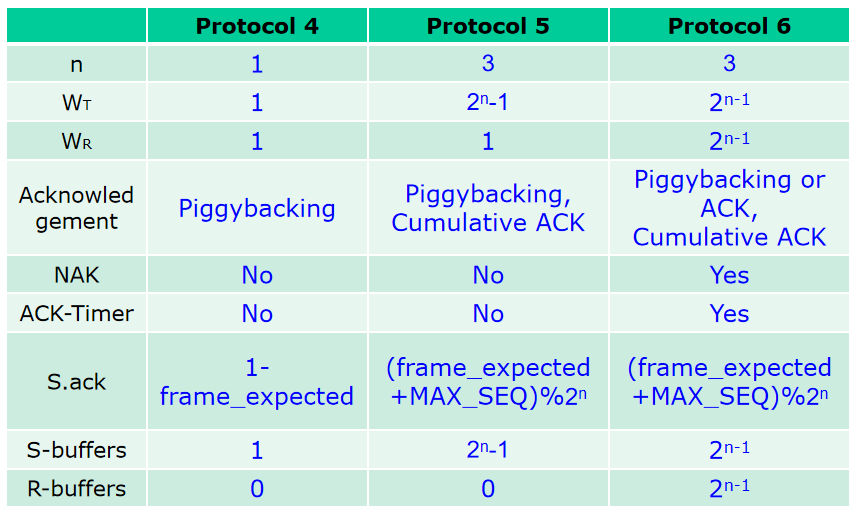 Protocol 4 Protocol 5 Protocol 6
n 1 3 3
WT 1 2ⁿ-1 2ⁿ⁻¹
WR 1 1 2ⁿ⁻¹
Acknowled
gement
Piggybacking
Piggybacking,
Cumulative ACK
Piggybacking or
ACK,
Cumulative ACK
NAK No No Yes
ACK-Timer No No Yes
S.ack
1-
frame_expected
(frame_expected
+MAX_SEQ)%2ⁿ
(frame_expected
+MAX_SEQ)%2ⁿ
S-buffers 1 2ⁿ-1 2ⁿ⁻¹
R-buffers 0 0 2ⁿ⁻¹